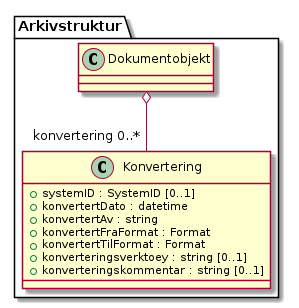 Arkivstruktur
C Dokumentobjekt
konvertering 0..*
C Konvertering
systemID : SystemID [0..1]
konvertertDato : datetime
konvertertAv : string
konvertertFraFormat : Format
konvertertTilFormat : Format
konverteringsverktoey : string [0..1]
konverteringskommentar : string [0..1]